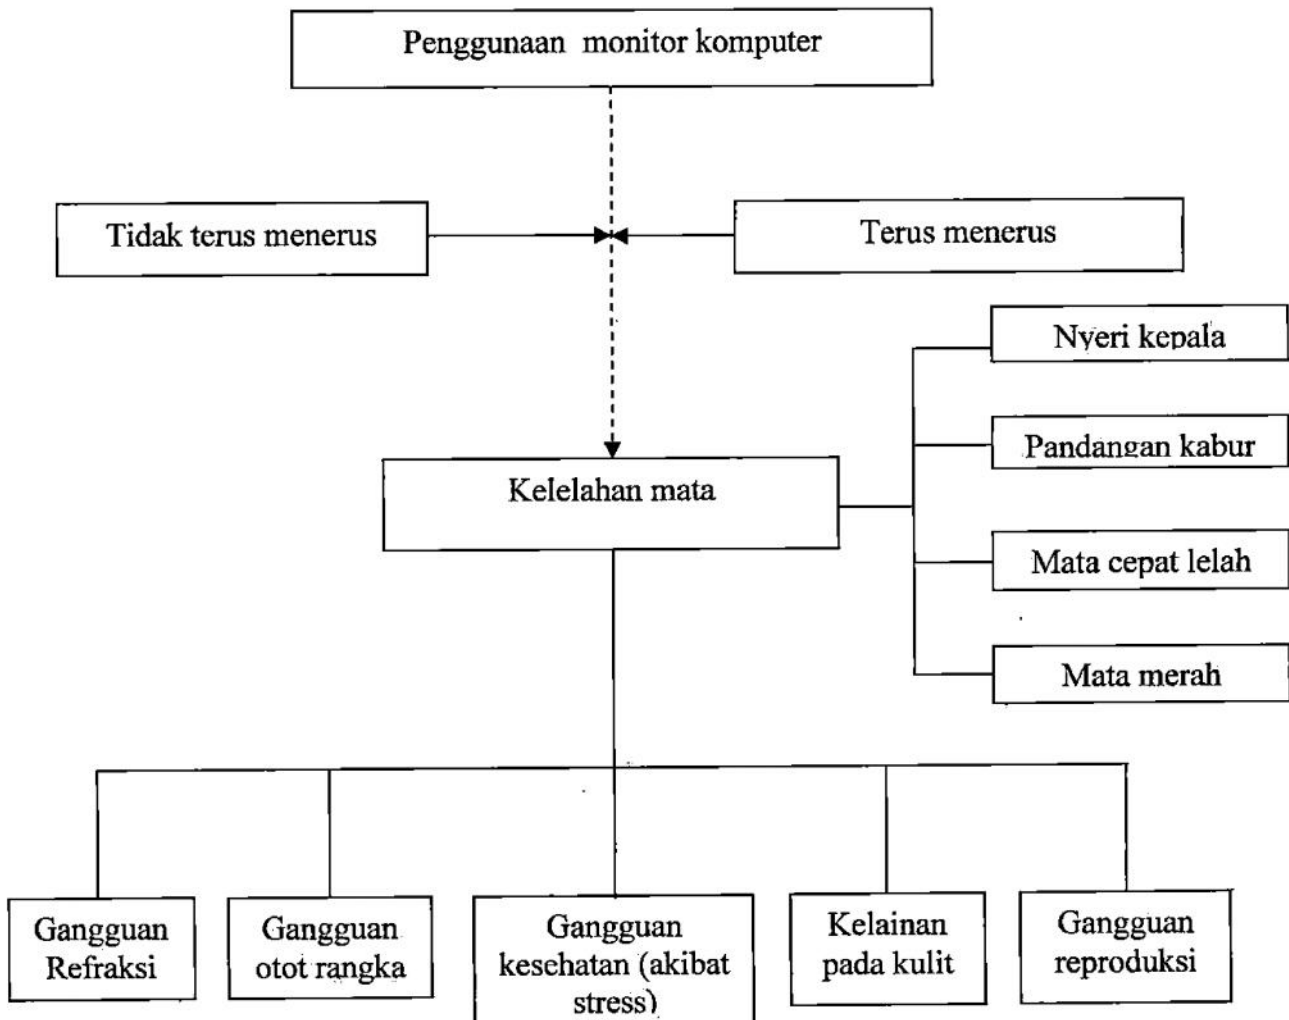 Penggunaan monitor komputer
Tidak terus menerus
Terus menerus
Nyeri kepala
Pandangan kabur
Kelelahan mata
Mata cepat lelah
Mata merah
Gangguan
Refraksi
Gangguan
otot rangka
Gangguan
kesehatan (akibat
stress)
Kelainan
pada kulit
Gangguan
reproduksi